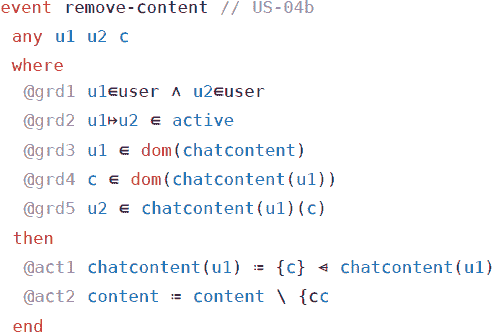 event remove-content // US-04b
any u1 u2 c
where
@grd1 u1∈user ∧ u2∈user
@grd2 u1↦u2 ∈ active
@grd3 u1 ∈ dom(chatcontent)
@grd4 c ∈ dom(chatcontent(u1))
@grd5 u2 ∈ chatcontent(u1)(c)
then
@act1 chatcontent(u1) ≔ {c} ⩤ chatcontent(u1)
@act2 content ≔ content \ {cc
end